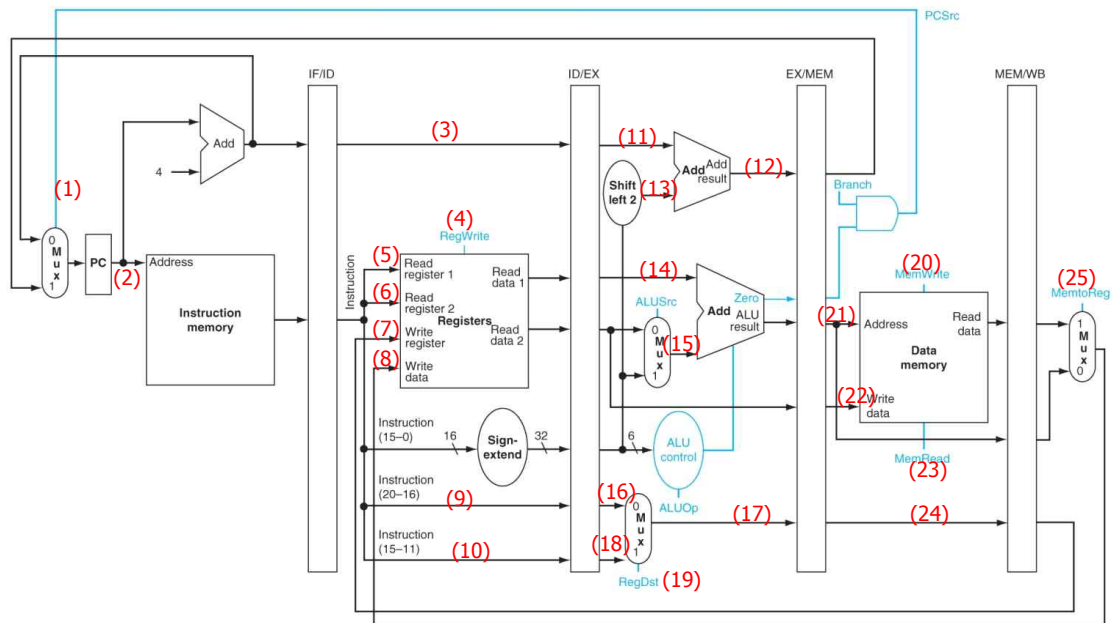 PCSrc
IF/ID
ID/EX
EX/MEM
MEM/WB
(1)
(2)
(3)
(4)
(5)
(6)
(7)
(8)
(9)
(10)
(11)
(12)
(13)
(14)
(15)
(16)
(17)
(18)
(19)
(20)
(21)
(22)
(23)
(24)
(25)
0
M
u
x
1
PC
4
Add
Address
Instruction
memory
Instruction
RegWrite
Read
register 1
Read
register 2
Registers
Write
register
Write
data
Read
data 1
Read
data 2
Instruction
(15–0)
16
Sign-
extend
32
Instruction
(20–16)
Instruction
(15–11)
Shift
left 2
Add
Add
result
ALUSrc
0
M
u
x
1
Add
Zero
ALU
result
6
ALU
control
ALUOp
0
M
u
x
1
RegDst
Branch
MemWrite
Address
Read
data
Data
memory
Write
data
MemRead
MemtoReg
1
M
u
x
0